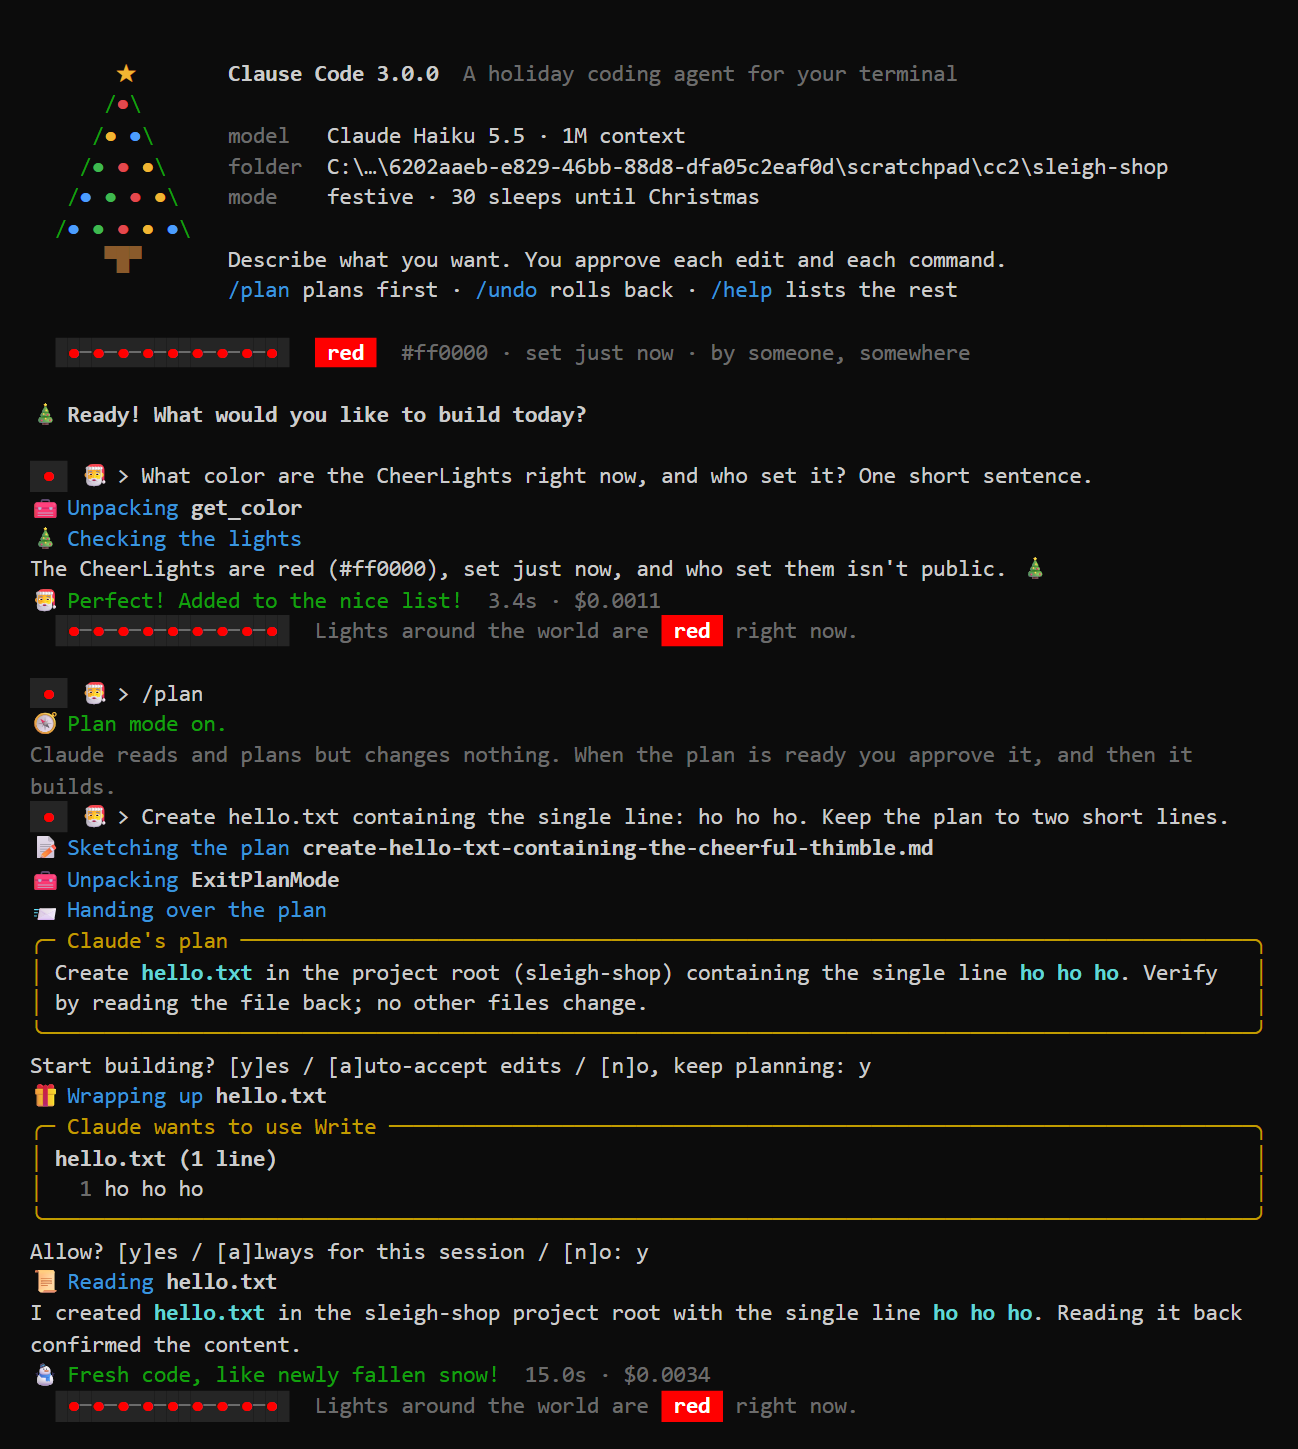 Clause Code 3.0.0  A holiday coding agent for your terminal
model   Claude Haiku 5.5 · 1M context
folder  C:\…\6202aaeb-e829-46bb-88d8-dfa05c2eaf0d\scratchpad\cc2\sleigh-shop
mode    festive · 30 sleeps until Christmas
Describe what you want. You approve each edit and each command.
/plan plans first · /undo rolls back · /help lists the rest
red  #ff0000 · set just now · by someone, somewhere
🎄 Ready! What would you like to build today?
🎅 > What color are the CheerLights right now, and who set it? One short sentence.
🧰 Unpacking get_color
🎄 Checking the lights
The CheerLights are red (#ff0000), set just now, and who set them isn't public. 🎄
🎅 Perfect! Added to the nice list!  3.4s · $0.0011
Lights around the world are red right now.
🎅 > /plan
🧭 Plan mode on.
Claude reads and plans but changes nothing. When the plan is ready you approve it, and then it
builds.
🎅 > Create hello.txt containing the single line: ho ho ho. Keep the plan to two short lines.
📝 Sketching the plan create-hello-txt-containing-the-cheerful-thimble.md
🧰 Unpacking ExitPlanMode
📨 Handing over the plan
Claude's plan
Create hello.txt in the project root (sleigh-shop) containing the single line ho ho ho. Verify
by reading the file back; no other files change.
Start building? [y]es / [a]uto-accept edits / [n]o, keep planning: y
🎁 Wrapping up hello.txt
Claude wants to use Write
hello.txt (1 line)
1 ho ho ho
Allow? [y]es / [a]lways for this session / [n]o: y
📜 Reading hello.txt
I created hello.txt in the sleigh-shop project root with the single line ho ho ho. Reading it back
confirmed the content.
⛄ Fresh code, like newly fallen snow!  15.0s · $0.0034
Lights around the world are red right now.